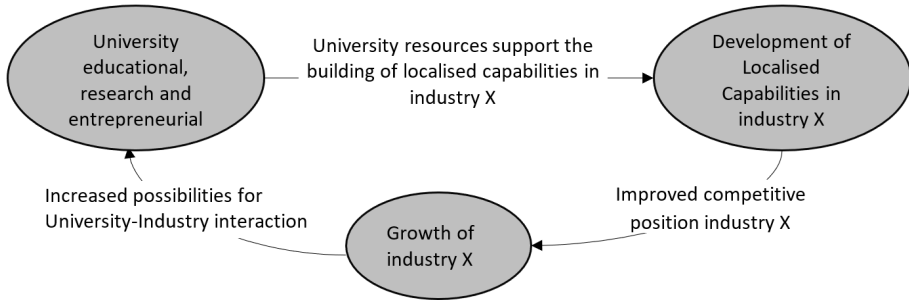 University
educational,
research and
entrepreneurial
University resources support the
building of localised capabilities in
industry X
Development of
Localised
Capabilities in
industry X
Increased possibilities for
University-Industry interaction
Growth of
industry X
Improved competitive
position industry X